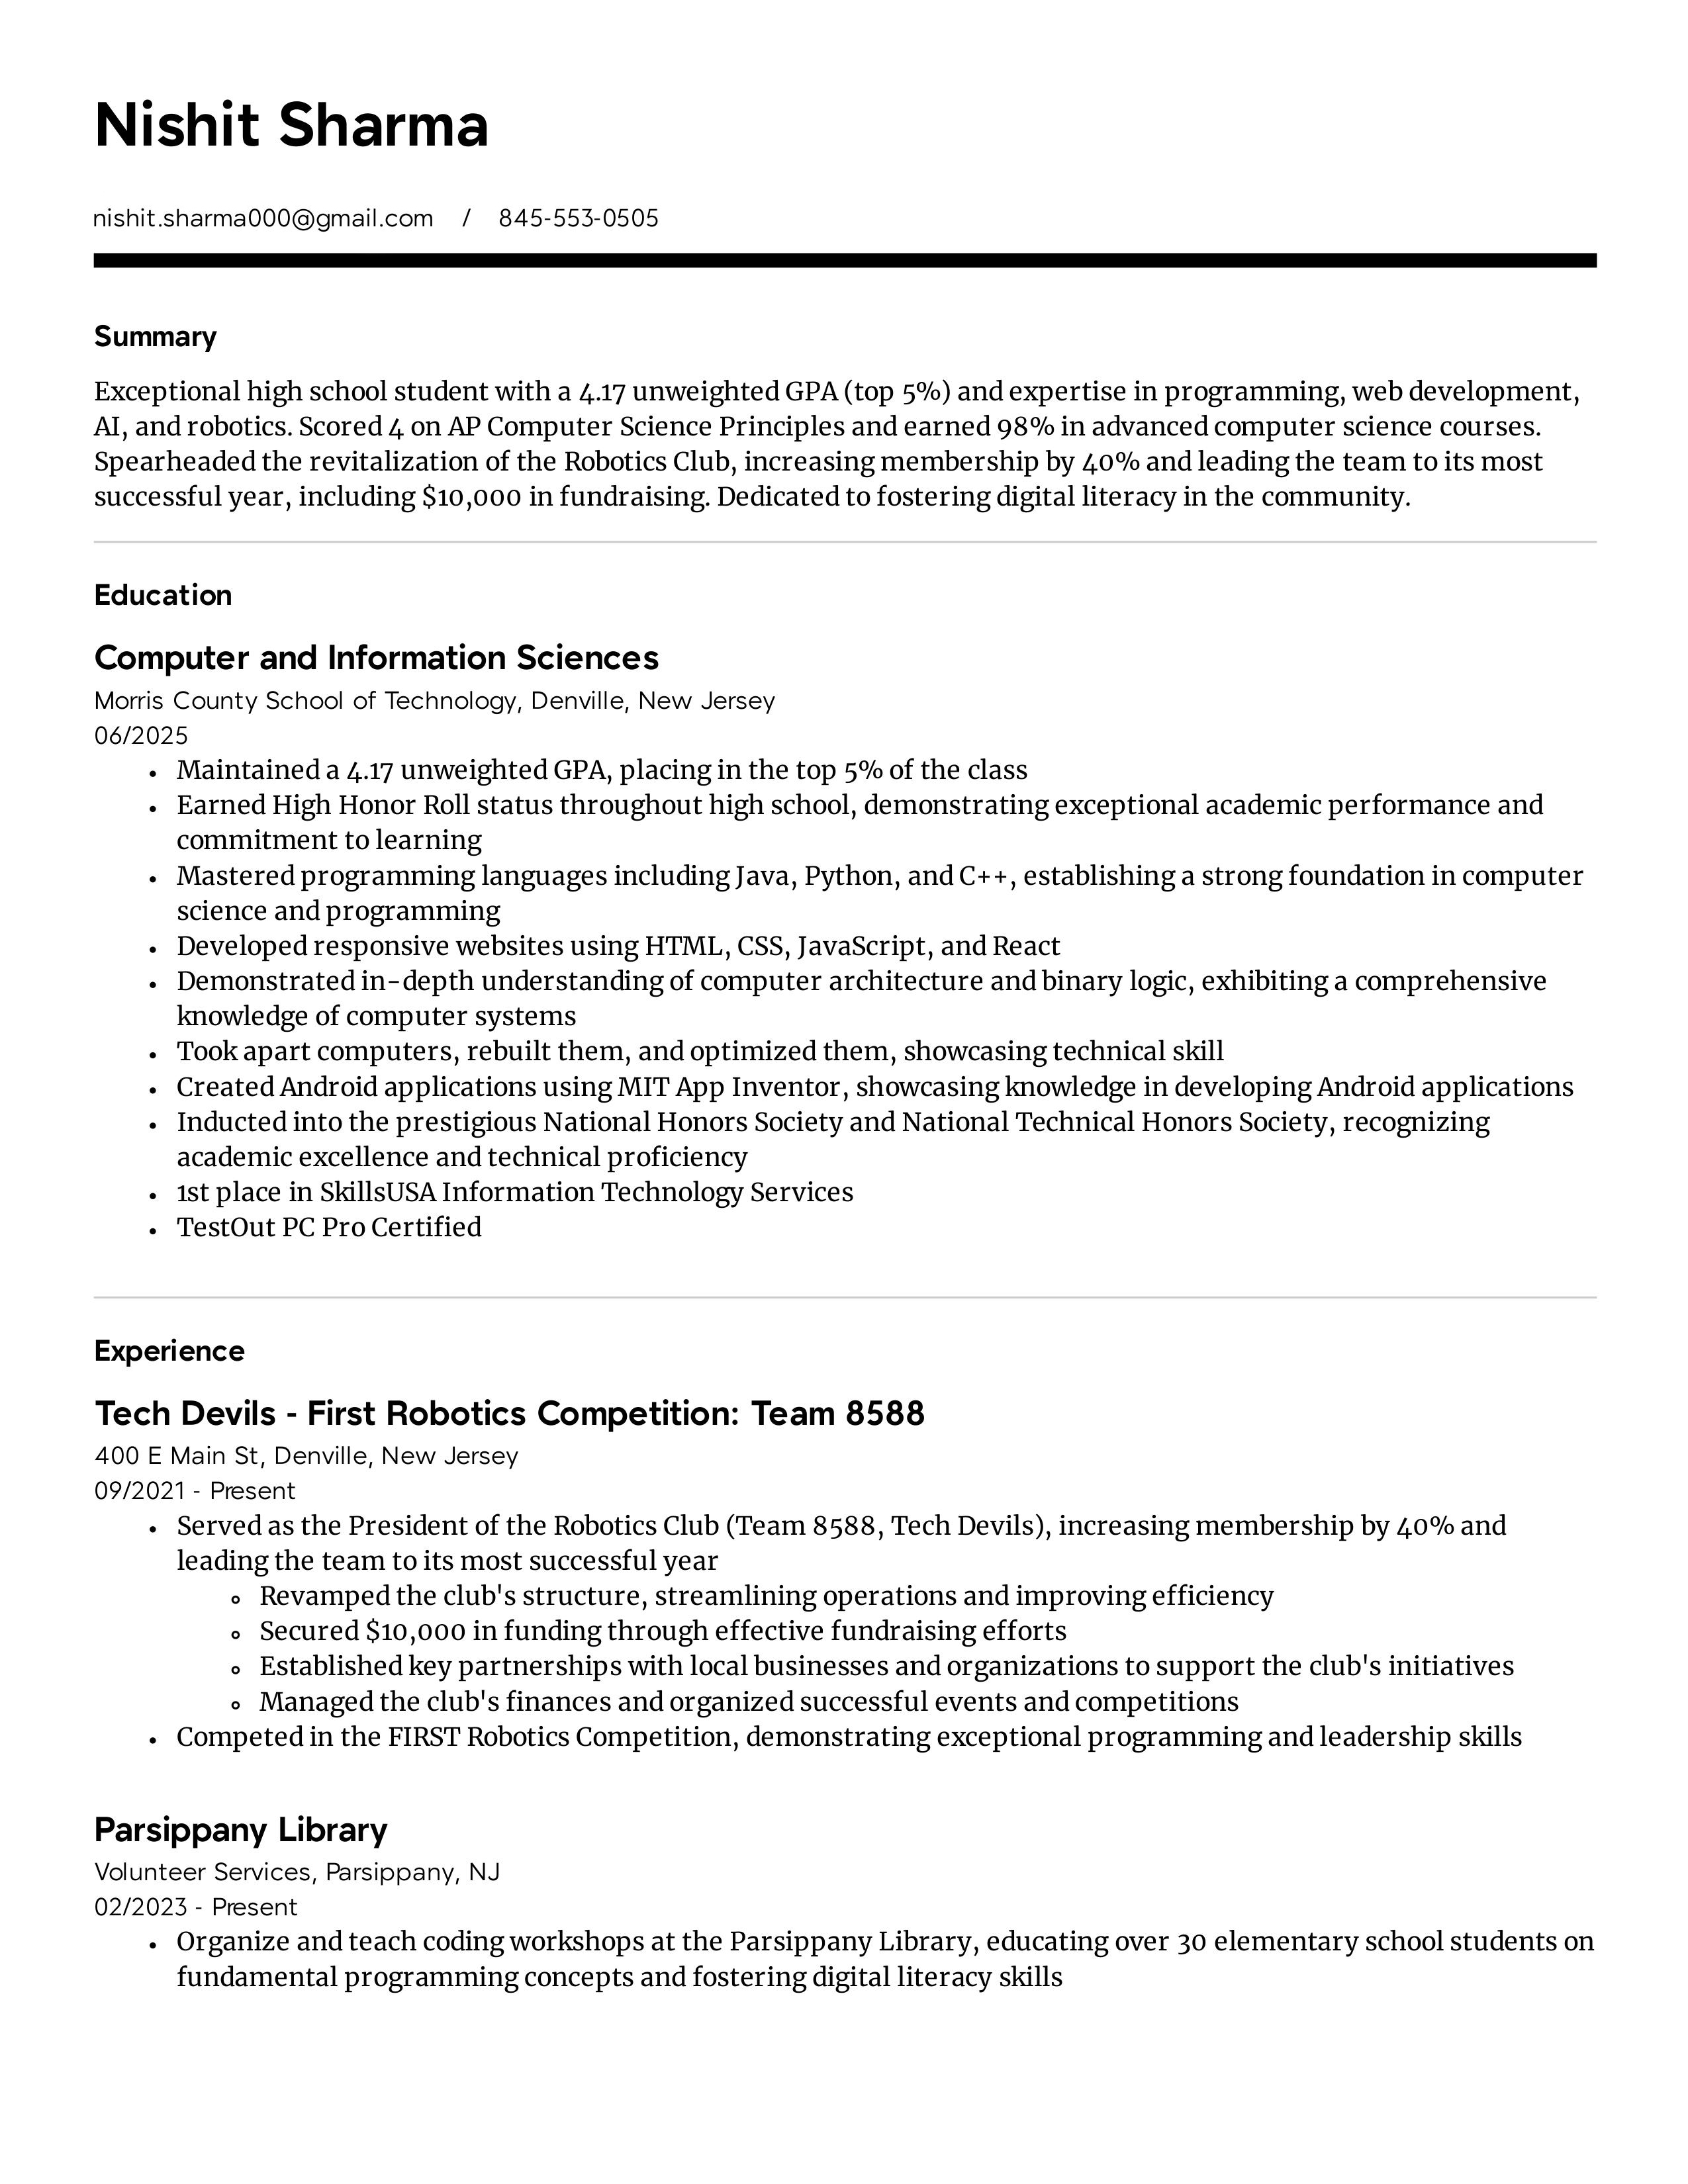 Nishit Sharma
nishit.sharma000@gmail.com / 845-553-0505
Summary
Exceptional high school student with a 4.17 unweighted GPA (top 5%) and expertise in programming, web development,
AI, and robotics. Scored 4 on AP Computer Science Principles and earned 98% in advanced computer science courses.
Spearheaded the revitalization of the Robotics Club, increasing membership by 40% and leading the team to its most
successful year, including $10,000 in fundraising. Dedicated to fostering digital literacy in the community.
Education
Computer and Information Sciences
Morris County School of Technology, Denville, New Jersey
06/2025
• Maintained a 4.17 unweighted GPA, placing in the top 5% of the class
• Earned High Honor Roll status throughout high school, demonstrating exceptional academic performance and
commitment to learning
• Mastered programming languages including Java, Python, and C++, establishing a strong foundation in computer
science and programming
• Developed responsive websites using HTML, CSS, JavaScript, and React
• Demonstrated in-depth understanding of computer architecture and binary logic, exhibiting a comprehensive
knowledge of computer systems
• Took apart computers, rebuilt them, and optimized them, showcasing technical skill
• Created Android applications using MIT App Inventor, showcasing knowledge in developing Android applications
• Inducted into the prestigious National Honors Society and National Technical Honors Society, recognizing
academic excellence and technical proficiency
• 1st place in SkillsUSA Information Technology Services
• TestOut PC Pro Certified
Experience
Tech Devils - First Robotics Competition: Team 8588
400 E Main St, Denville, New Jersey
09/2021 - Present
• Served as the President of the Robotics Club (Team 8588, Tech Devils), increasing membership by 40% and
leading the team to its most successful year
◦ Revamped the club's structure, streamlining operations and improving efficiency
◦ Secured $10,000 in funding through effective fundraising efforts
◦ Established key partnerships with local businesses and organizations to support the club's initiatives
◦ Managed the club's finances and organized successful events and competitions
• Competed in the FIRST Robotics Competition, demonstrating exceptional programming and leadership skills
Parsippany Library
Volunteer Services, Parsippany, NJ
02/2023 - Present
• Organize and teach coding workshops at the Parsippany Library, educating over 30 elementary school students on
fundamental programming concepts and fostering digital literacy skills